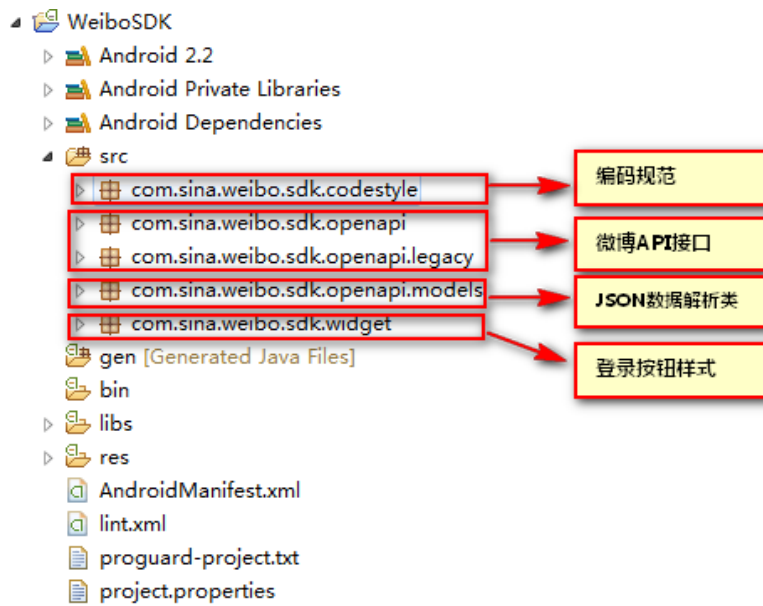 WeiboSDK
Android 2.2
Android Private Libraries
Android Dependencies
src
com.sina.weibo.sdk.codestyle
编码规范
com.sina.weibo.sdk.openapi
微博API接口
com.sina.weibo.sdk.openapi.legacy
com.sina.weibo.sdk.openapi.models
JSON数据解析类
com.sina.weibo.sdk.widget
登录按钮样式
gen [Generated Java Files]
bin
libs
res
AndroidManifest.xml
lint.xml
proguard-project.txt
project.properties